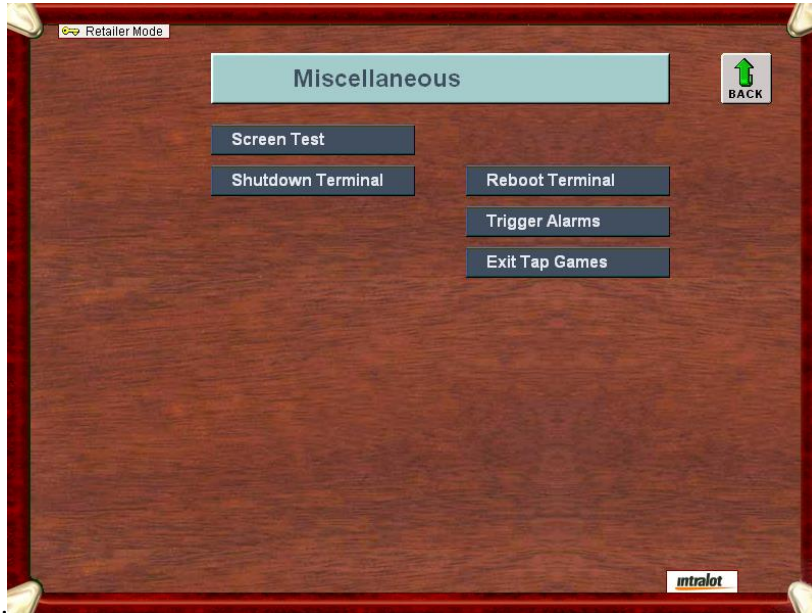 Retailer Mode
Miscellaneous
BACK
Screen Test
Shutdown Terminal
Reboot Terminal
Trigger Alarms
Exit Tap Games
intralot
.